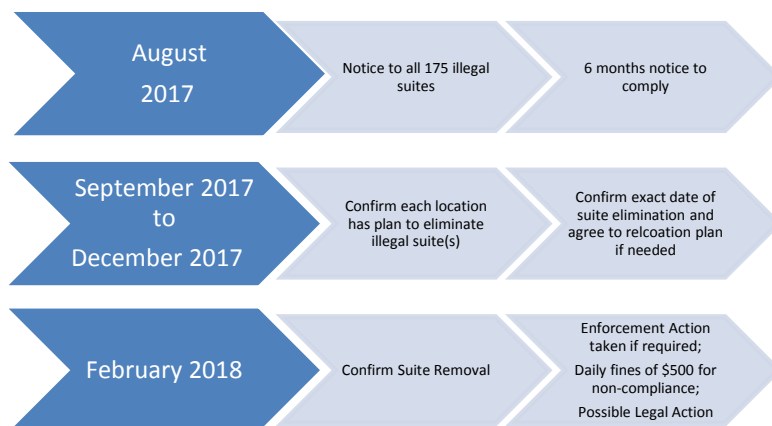 August
2017
Notice to all 175 illegal
suites
6 months notice to
comply
September 2017
to
December 2017
Confirm each location
has plan to eliminate
illegal suite(s)
Confirm exact date of
suite elimination and
agree to relcoation plan
if needed
February 2018
Confirm Suite Removal
Enforcement Action
taken if required;
Daily fines of $500 for
non-compliance;
Possible Legal Action